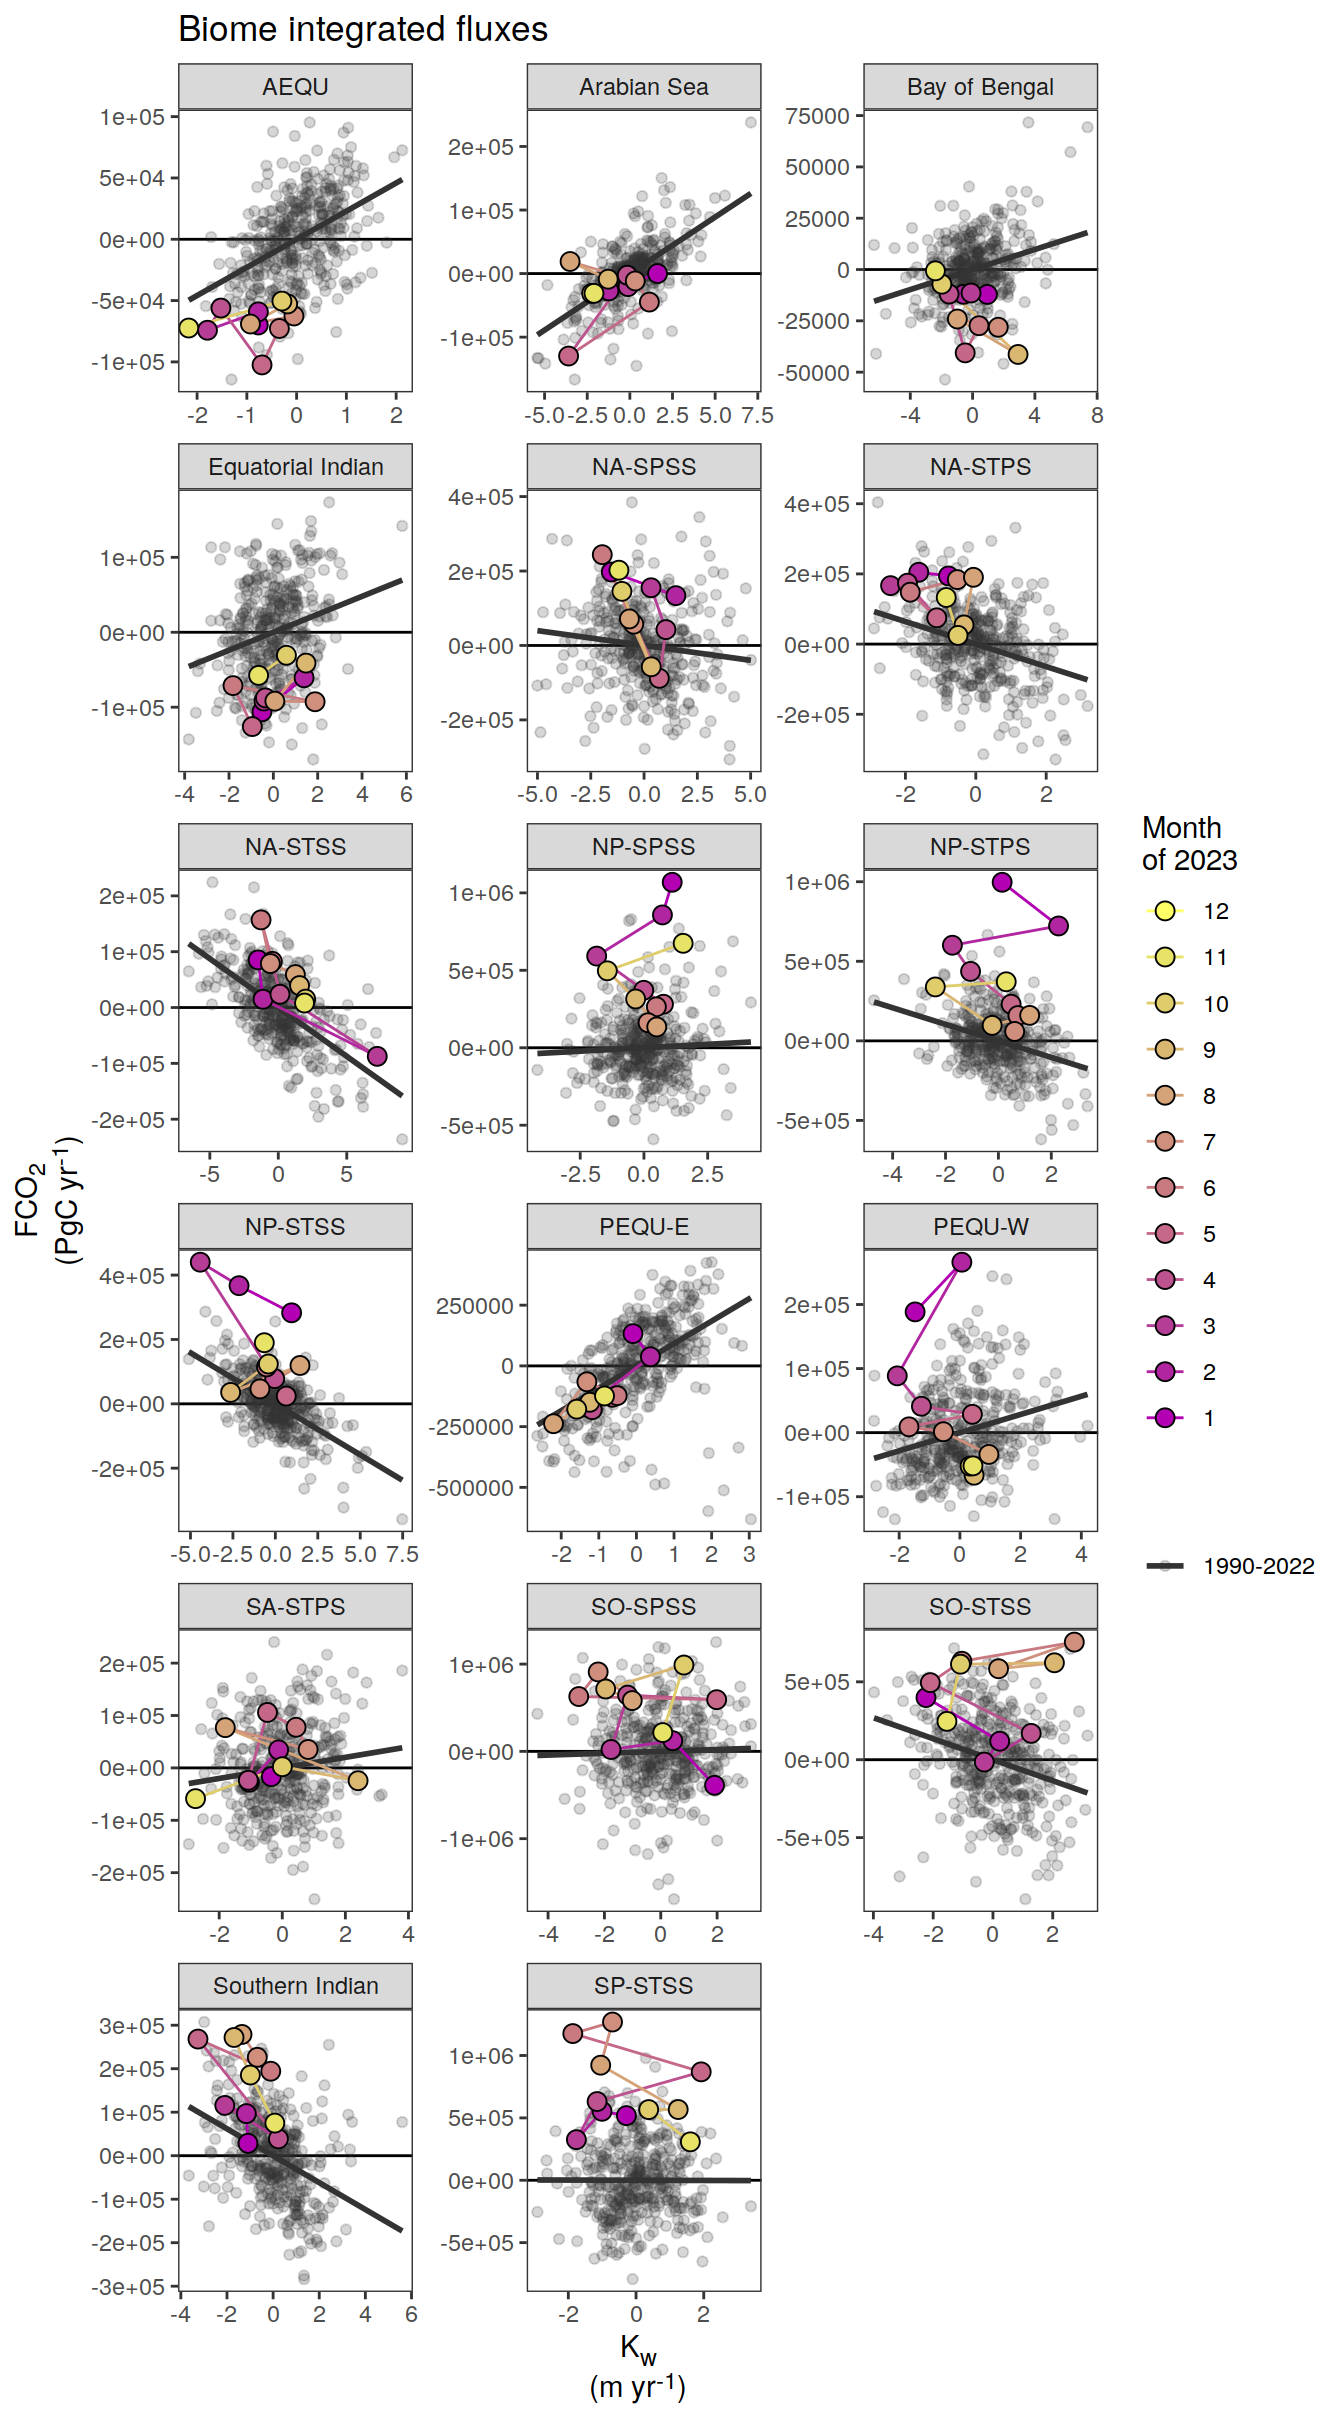 Biome integrated fluxes
AEQU
Arabian Sea
Bay of Bengal
1e+05
5e+04
0e+00
-5e+04
-1e+05
2e+05
1e+05
0e+00
-1e+05
75000
50000
25000
0
-25000
-50000
-2 -1 0 1 2
-5.0 -2.5 0.0 2.5 5.0 7.5
-4 0 4 8
Equatorial Indian
NA-SPSS
NA-STPS
1e+05
0e+00
-1e+05
4e+05
2e+05
0e+00
-2e+05
4e+05
2e+05
0e+00
-2e+05
-4 -2 0 2 4 6
-5.0 -2.5 0.0 2.5 5.0
-2 0 2
NA-STSS
NP-SPSS
NP-STPS
2e+05
1e+05
0e+00
-1e+05
-2e+05
1e+06
5e+05
0e+00
-5e+05
1e+06
5e+05
0e+00
-5e+05
-5 0 5
-2.5 0.0 2.5
-4 -2 0 2
NP-STSS
PEQU-E
PEQU-W
4e+05
2e+05
0e+00
-2e+05
250000
0
-250000
-500000
2e+05
1e+05
0e+00
-1e+05
-5.0 -2.5 0.0 2.5 5.0 7.5
-2 -1 0 1 2 3
-2 0 2 4
SA-STPS
SO-SPSS
SO-STSS
2e+05
1e+05
0e+00
-1e+05
-2e+05
1e+06
0e+00
-1e+06
5e+05
0e+00
-5e+05
-2 0 2 4
-4 -2 0 2
-4 -2 0 2
Southern Indian
SP-STSS
3e+05
2e+05
1e+05
0e+00
-1e+05
-2e+05
-3e+05
1e+06
5e+05
0e+00
-5e+05
-4 -2 0 2 4 6
-2 0 2
K<sub>w</sub>
(m yr<sup>-1</sup>)
FCO<sub>2</sub>
(PgC yr<sup>-1</sup>)
Month
of 2023
12
11
10
9
8
7
6
5
4
3
2
1
1990-2022